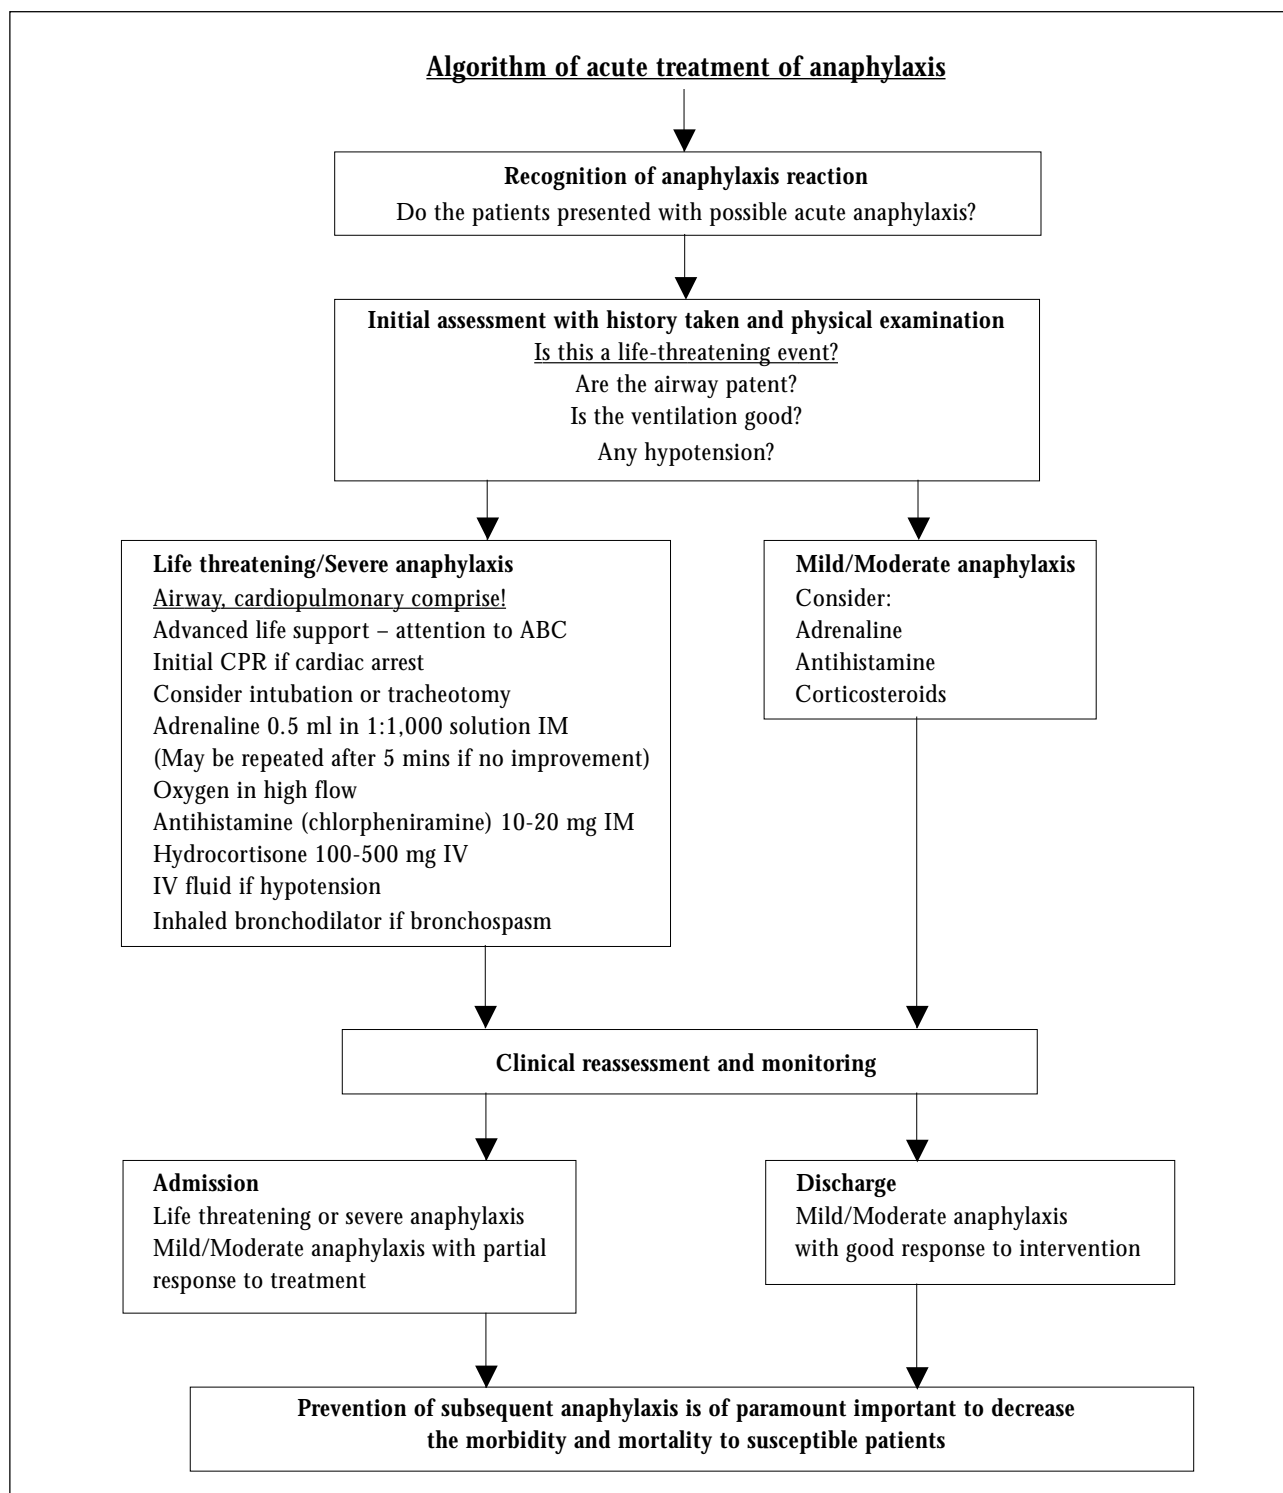 Algorithm of acute treatment of anaphylaxis
Recognition of anaphylaxis reaction
Do the patients presented with possible acute anaphylaxis?
Initial assessment with history taken and physical examination
Is this a life-threatening event?
Are the airway patent?
Is the ventilation good?
Any hypotension?
Life threatening/Severe anaphylaxis
Airway, cardiopulmonary comprise!
Advanced life support – attention to ABC
Initial CPR if cardiac arrest
Consider intubation or tracheotomy
Adrenaline 0.5 ml in 1:1,000 solution IM
(May be repeated after 5 mins if no improvement)
Oxygen in high flow
Antihistamine (chlorpheniramine) 10-20 mg IM
Hydrocortisone 100-500 mg IV
IV fluid if hypotension
Inhaled bronchodilator if bronchospasm
Mild/Moderate anaphylaxis
Consider:
Adrenaline
Antihistamine
Corticosteroids
Clinical reassessment and monitoring
Admission
Life threatening or severe anaphylaxis
Mild/Moderate anaphylaxis with partial
response to treatment
Discharge
Mild/Moderate anaphylaxis
with good response to intervention
Prevention of subsequent anaphylaxis is of paramount important to decrease
the morbidity and mortality to susceptible patients